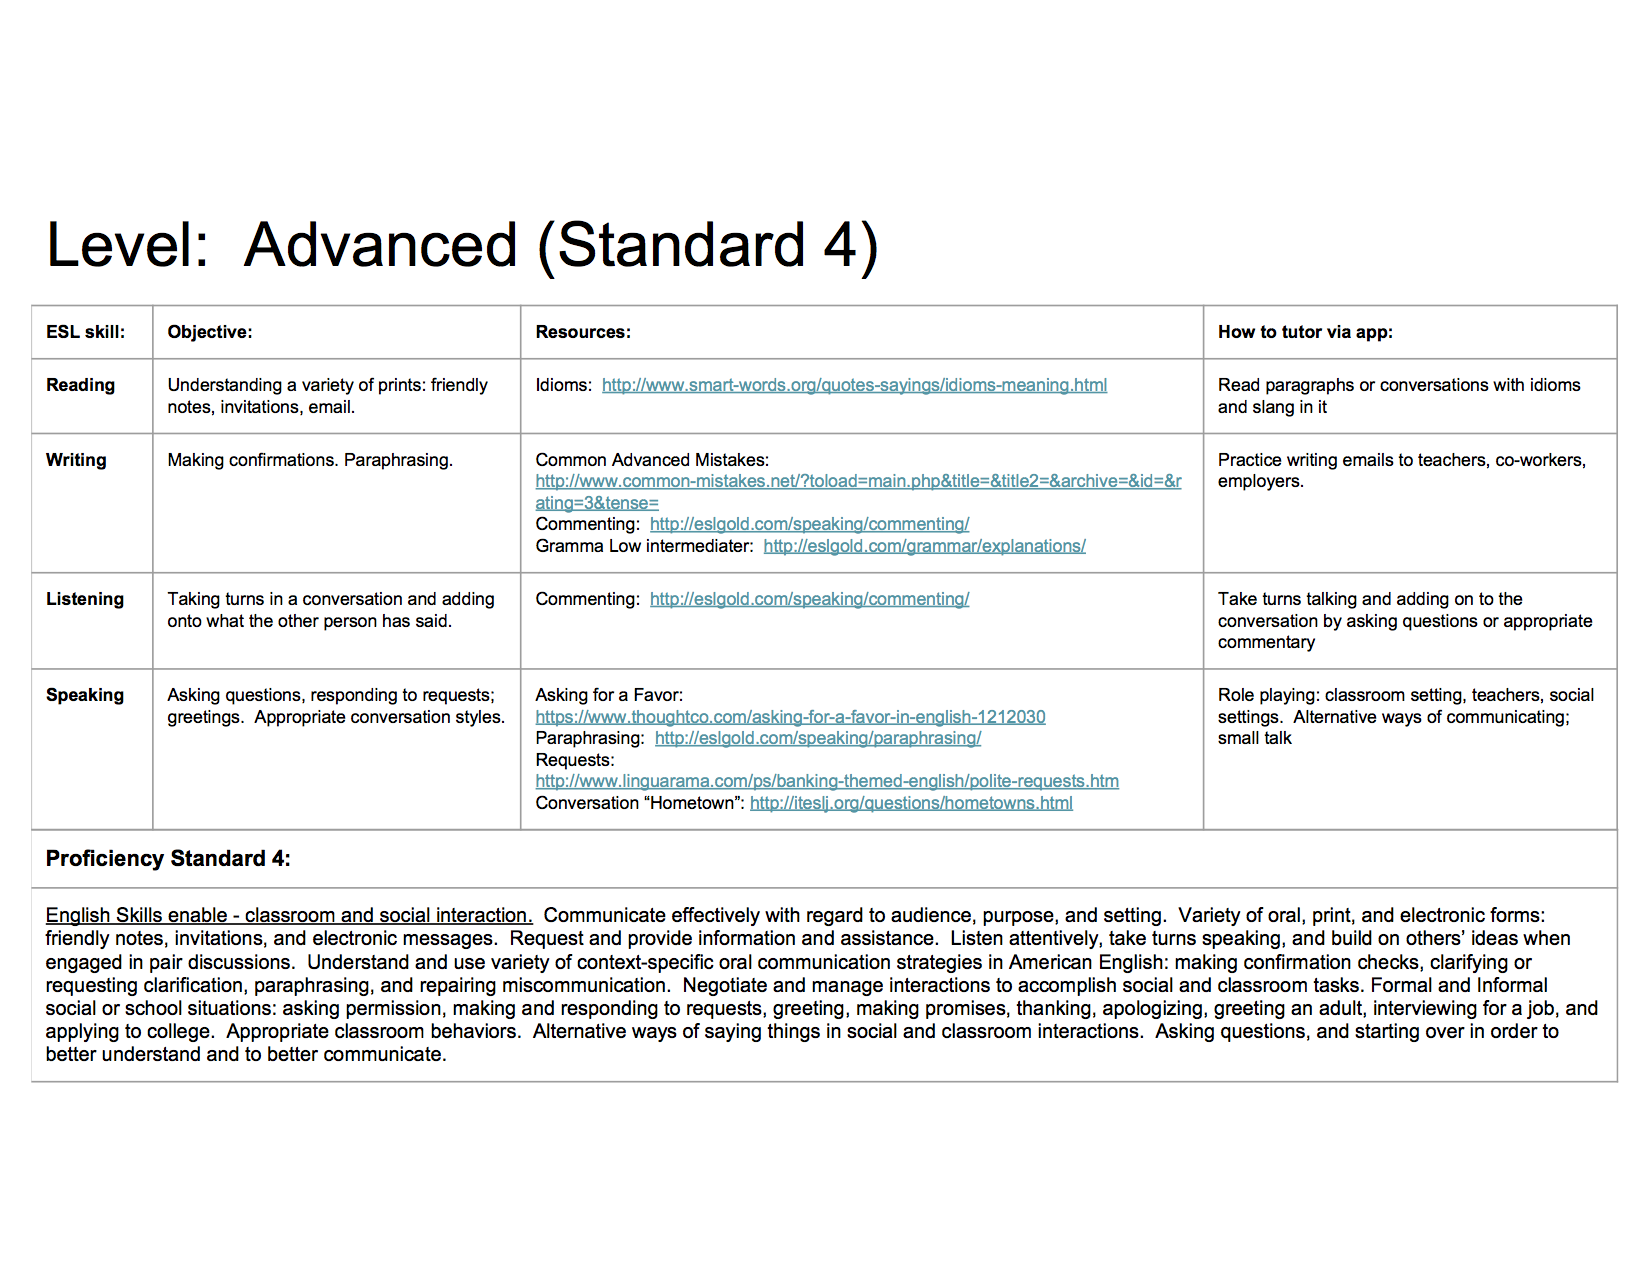 Level:  Advanced (Standard 4)
ESL skill:
Objective:
Resources:
How to tutor via app:
Reading
Understanding a variety of prints: friendly
notes, invitations, email.
Idioms:  http://www.smart-words.org/quotes-sayings/idioms-meaning.html
Read paragraphs or conversations with idioms
and slang in it
Writing
Making confirmations. Paraphrasing.
Common Advanced Mistakes:
http://www.common-mistakes.net/?toload=main.php&title=&title2=&archive=&id=&r
ating=3&tense=
Commenting:  http://eslgold.com/speaking/commenting/
Gramma Low intermediater:  http://eslgold.com/grammar/explanations/
Practice writing emails to teachers, co-workers,
employers.
Listening
Taking turns in a conversation and adding
onto what the other person has said.
Commenting:  http://eslgold.com/speaking/commenting/
Take turns talking and adding on to the
conversation by asking questions or appropriate
commentary
Speaking
Asking questions, responding to requests;
greetings.  Appropriate conversation styles.
Asking for a Favor:
https://www.thoughtco.com/asking-for-a-favor-in-english-1212030
Paraphrasing:  http://eslgold.com/speaking/paraphrasing/
Requests:
http://www.linguarama.com/ps/banking-themed-english/polite-requests.htm
Conversation “Hometown”: http://iteslj.org/questions/hometowns.html
Role playing: classroom setting, teachers, social
settings.  Alternative ways of communicating;
small talk
Proficiency Standard 4:
English Skills enable - classroom and social interaction.  Communicate effectively with regard to audience, purpose, and setting.  Variety of oral, print, and electronic forms:
friendly notes, invitations, and electronic messages.  Request and provide information and assistance.  Listen attentively, take turns speaking, and build on others’ ideas when
engaged in pair discussions.  Understand and use variety of context-specific oral communication strategies in American English: making confirmation checks, clarifying or
requesting clarification, paraphrasing, and repairing miscommunication.  Negotiate and manage interactions to accomplish social and classroom tasks. Formal and Informal
social or school situations: asking permission, making and responding to requests, greeting, making promises, thanking, apologizing, greeting an adult, interviewing for a job, and
applying to college.  Appropriate classroom behaviors.  Alternative ways of saying things in social and classroom interactions.  Asking questions, and starting over in order to
better understand and to better communicate.